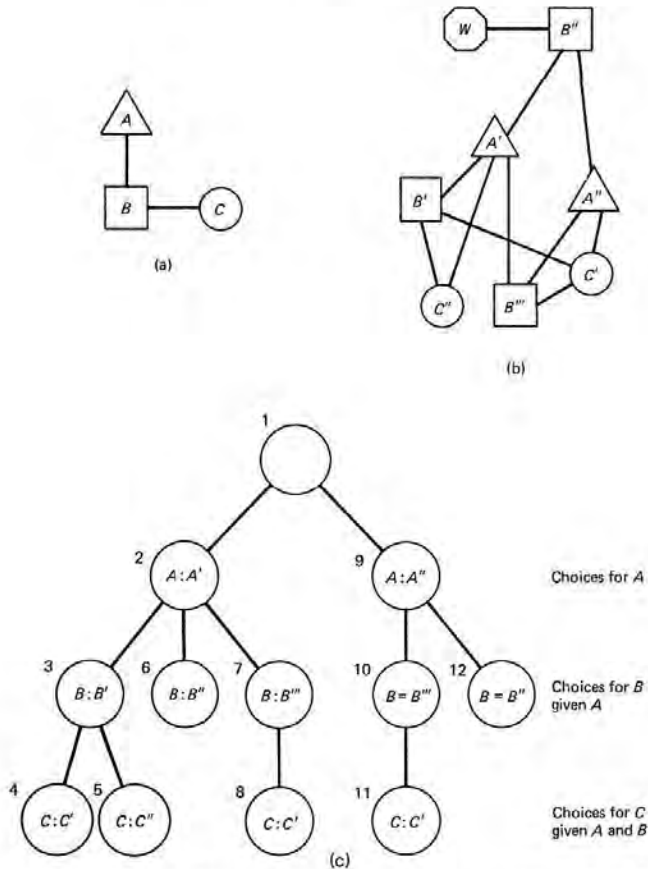 W B″
A
A′
B′ A″
B C
C′
(a)
C″ B‴
(b)
1
2 9
A:A′ A:A″ Choices for A
3 6 7 10 12
B:B′ B:B″ B:B‴ B=B‴ B=B″ Choices for B
given A
4 5 8 11
C:C′ C:C″ C:C′ C:C′ Choices for C
given A and B
(c)